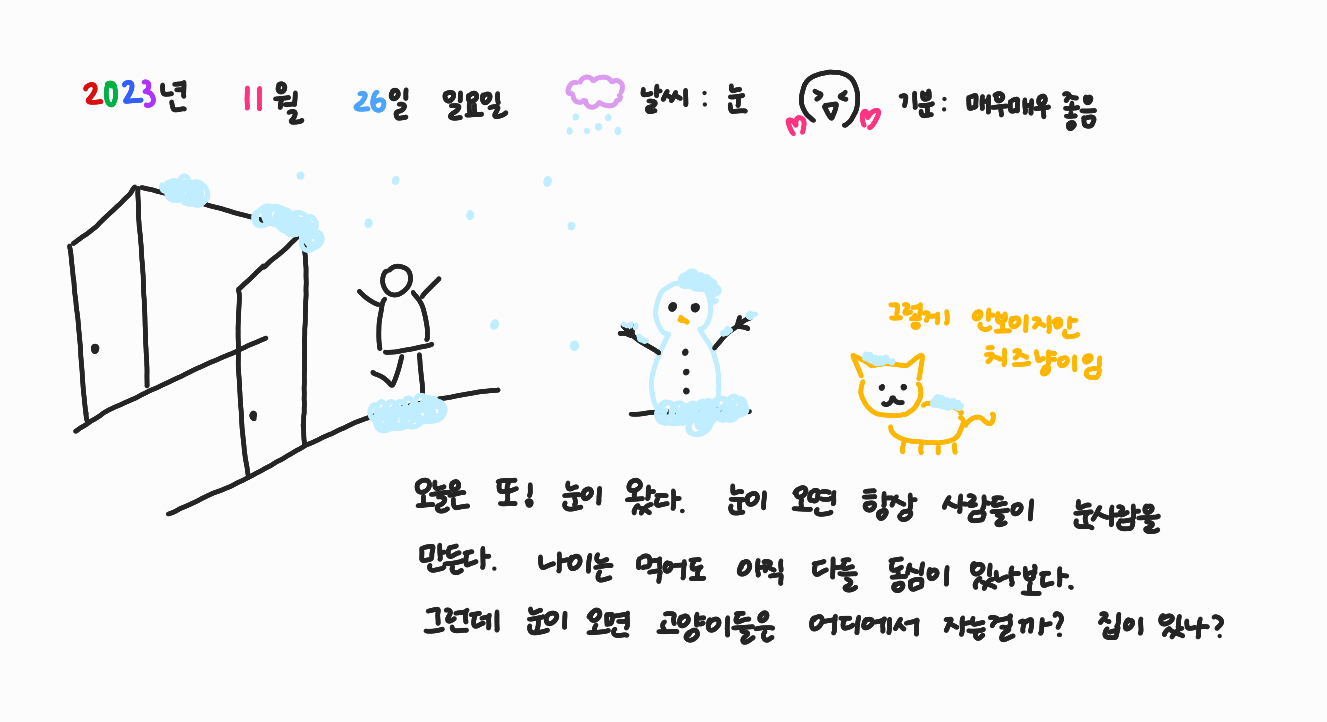 2023년 11월 26일 일요일 날씨 : 눈 기분 : 매우매우 좋음
그렇게 안보이지만
치즈냥이임
오늘은 또! 눈이 왔다. 눈이 오면 항상 사람들이 눈사람을
만든다. 나이는 먹어도 아직 다들 동심이 있나보다.
그런데 눈이 오면 고양이들은 어디에서 자는걸까? 집이 있나?